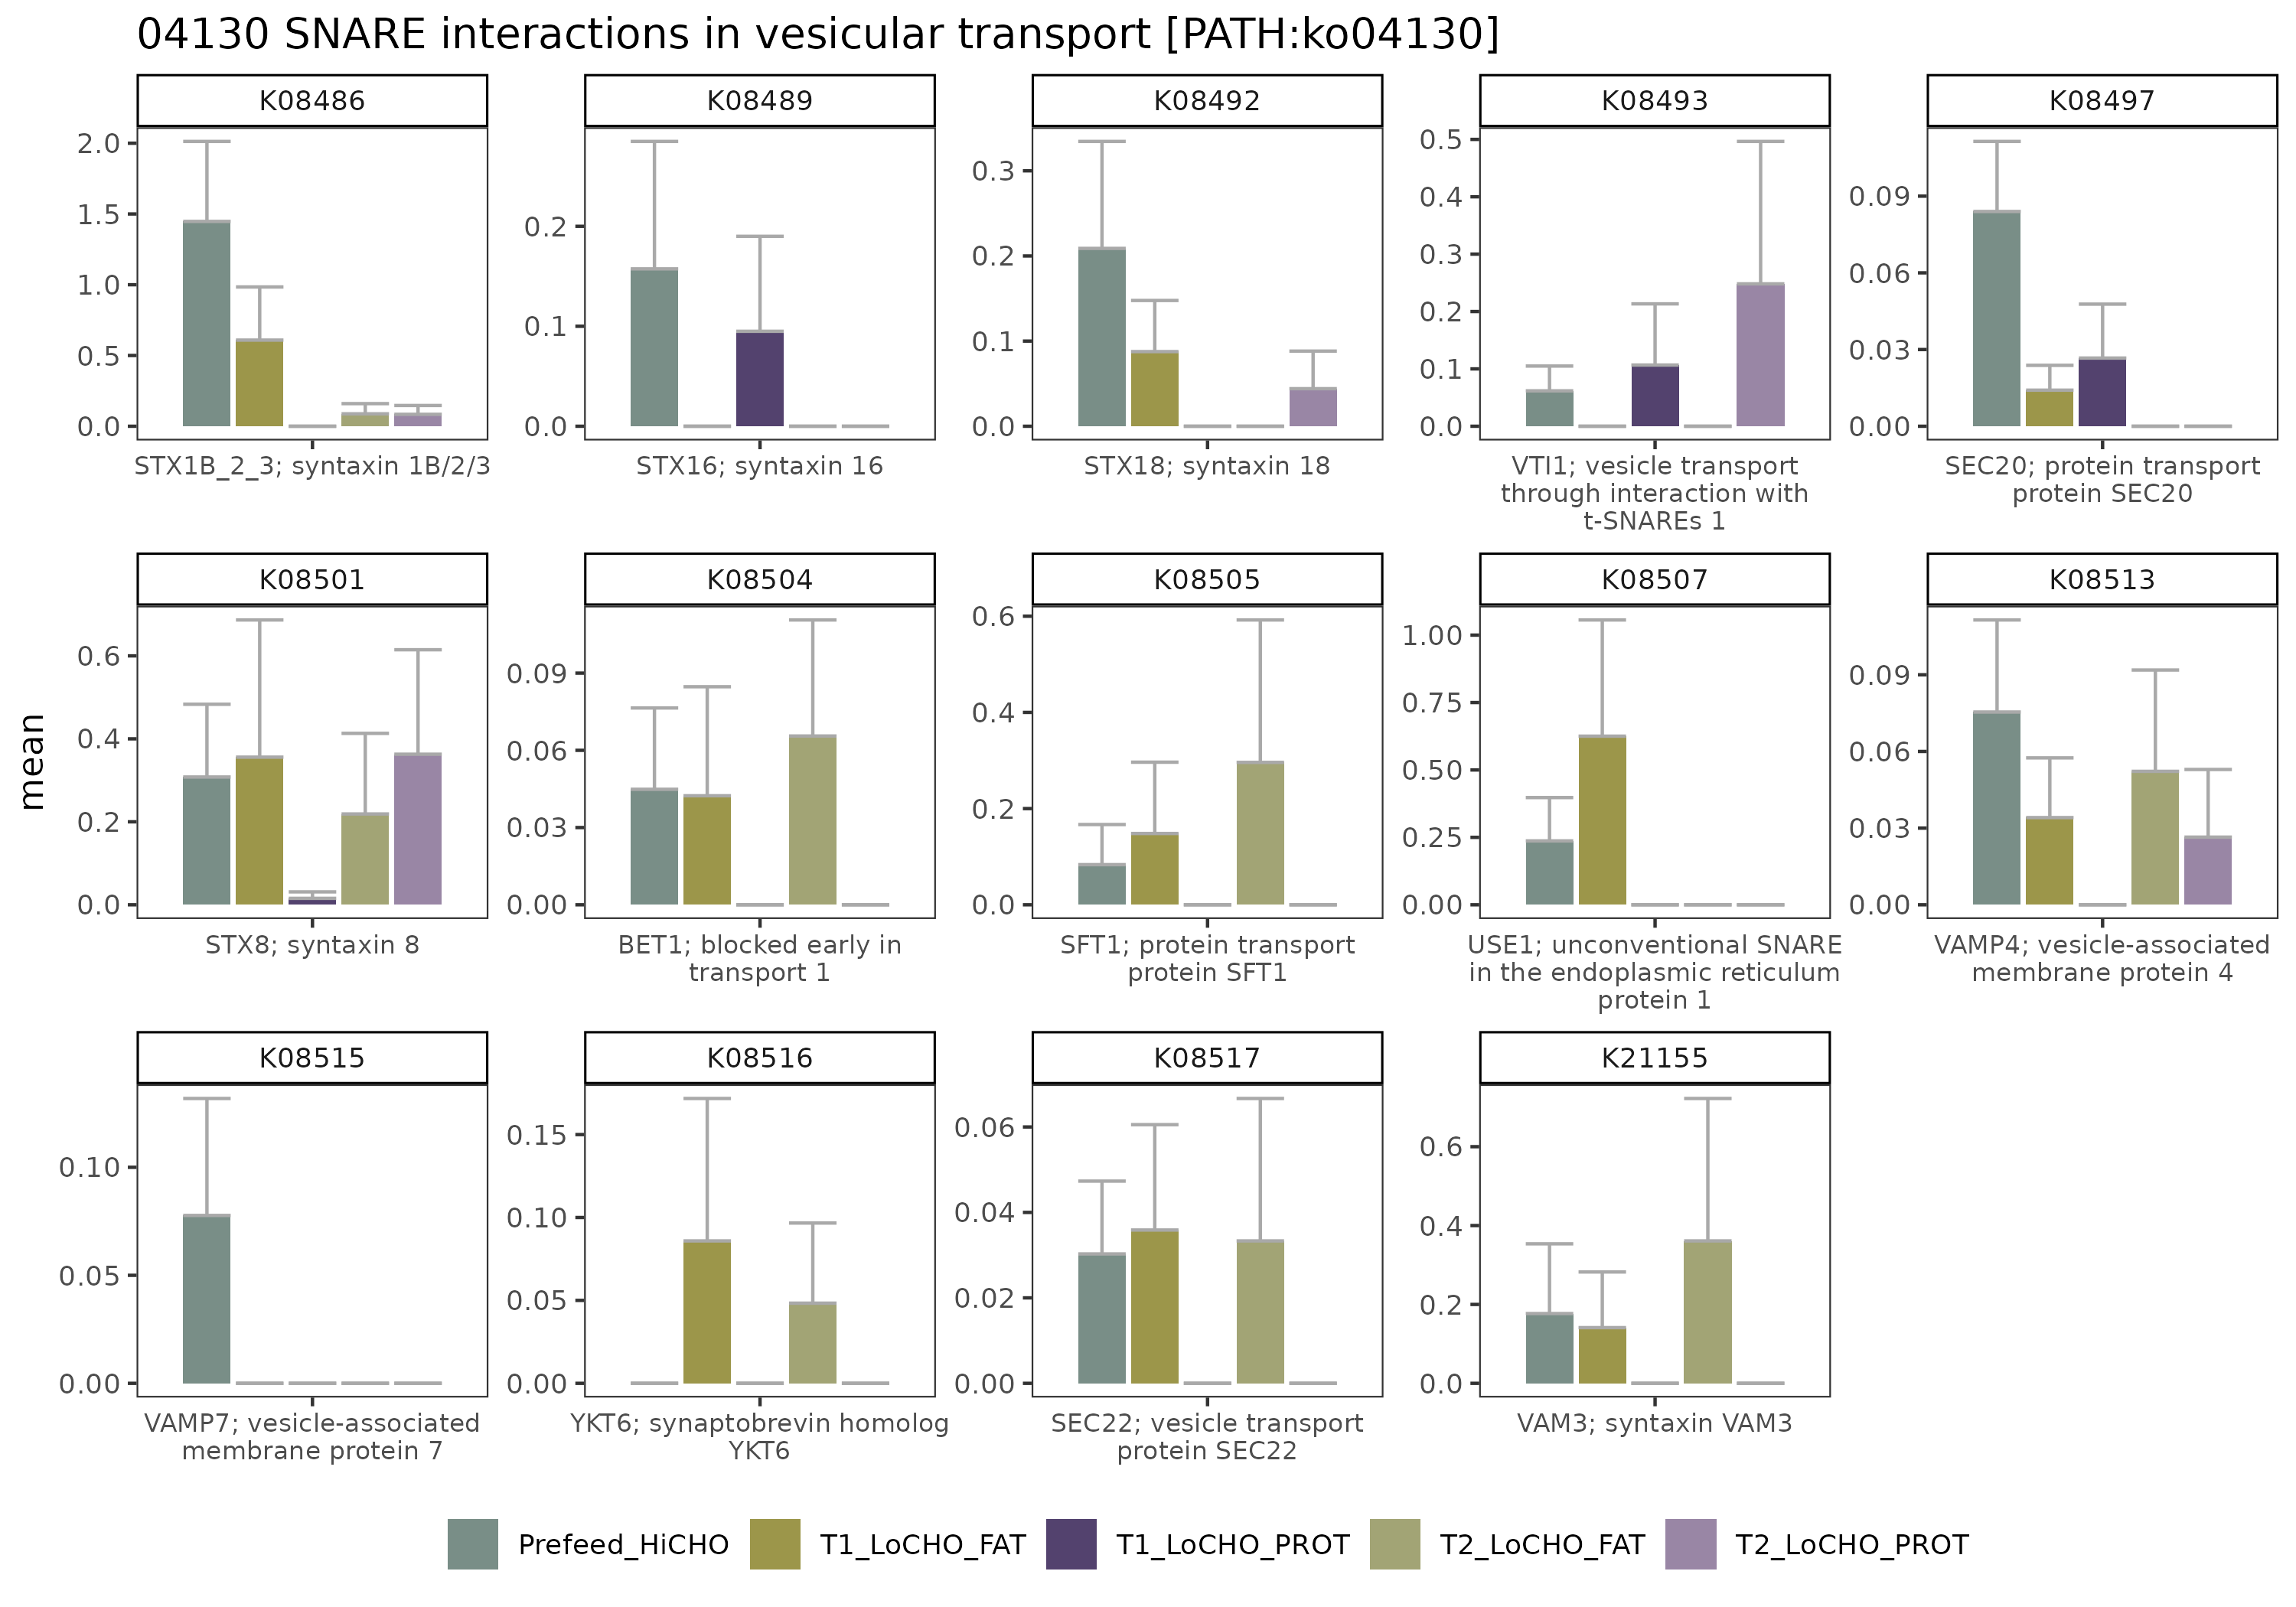 04130 SNARE interactions in vesicular transport [PATH:ko04130]
mean
K08486
2.0
1.5
1.0
0.5
0.0
STX1B_2_3; syntaxin 1B/2/3
K08489
0.2
0.1
0.0
STX16; syntaxin 16
K08492
0.3
0.2
0.1
0.0
STX18; syntaxin 18
K08493
0.5
0.4
0.3
0.2
0.1
0.0
VTI1; vesicle transport
through interaction with
t-SNAREs 1
K08497
0.09
0.06
0.03
0.00
SEC20; protein transport
protein SEC20
K08501
0.6
0.4
0.2
0.0
STX8; syntaxin 8
K08504
0.09
0.06
0.03
0.00
BET1; blocked early in
transport 1
K08505
0.6
0.4
0.2
0.0
SFT1; protein transport
protein SFT1
K08507
1.00
0.75
0.50
0.25
0.00
USE1; unconventional SNARE
in the endoplasmic reticulum
protein 1
K08513
0.09
0.06
0.03
0.00
VAMP4; vesicle-associated
membrane protein 4
K08515
0.10
0.05
0.00
VAMP7; vesicle-associated
membrane protein 7
K08516
0.15
0.10
0.05
0.00
YKT6; synaptobrevin homolog
YKT6
K08517
0.06
0.04
0.02
0.00
SEC22; vesicle transport
protein SEC22
K21155
0.6
0.4
0.2
0.0
VAM3; syntaxin VAM3
Prefeed_HiCHO
T1_LoCHO_FAT
T1_LoCHO_PROT
T2_LoCHO_FAT
T2_LoCHO_PROT